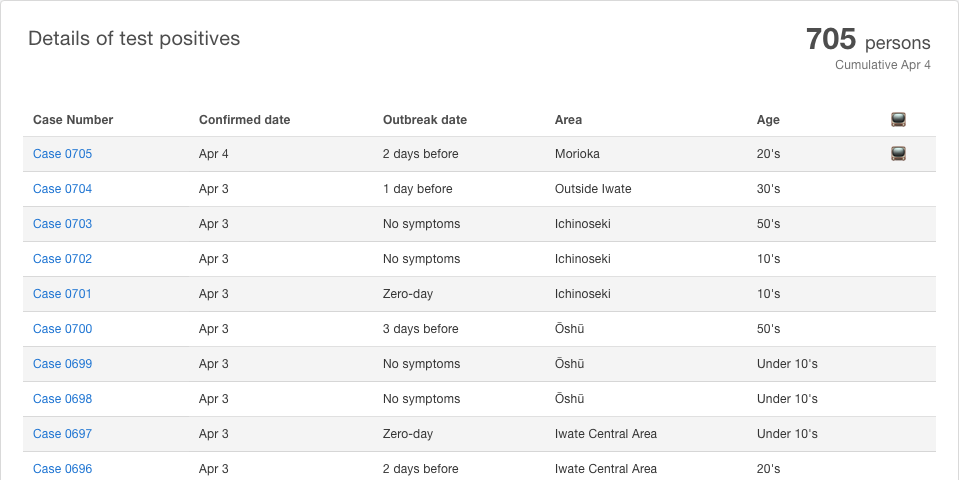 Details of test positives
705 persons
Cumulative Apr 4
Case Number Confirmed date Outbreak date Area Age
Case 0705 Apr 4 2 days before Morioka 20's
Case 0704 Apr 3 1 day before Outside Iwate 30's
Case 0703 Apr 3 No symptoms Ichinoseki 50's
Case 0702 Apr 3 No symptoms Ichinoseki 10's
Case 0701 Apr 3 Zero-day Ichinoseki 10's
Case 0700 Apr 3 3 days before Ōshū 50's
Case 0699 Apr 3 No symptoms Ōshū Under 10's
Case 0698 Apr 3 No symptoms Ōshū Under 10's
Case 0697 Apr 3 Zero-day Iwate Central Area Under 10's
Case 0696 Apr 3 2 days before Iwate Central Area 20's